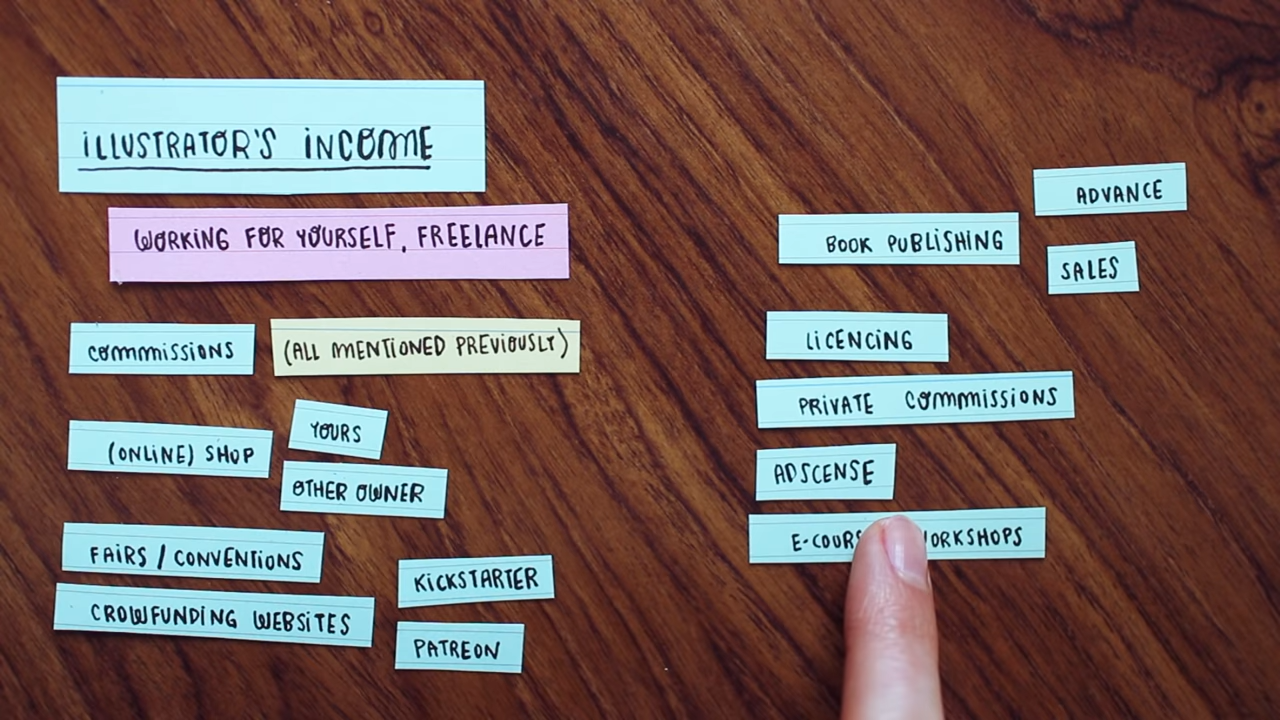 ILLUSTRATOR'S INCOME
WORKING FOR YOURSELF, FREELANCE
COMMISSIONS
(ALL MENTIONED PREVIOUSLY)
(ONLINE) SHOP
YOURS
OTHER OWNER
FAIRS / CONVENTIONS
CROWFUNDING WEBSITES
KICKSTARTER
PATREON
BOOK PUBLISHING
ADVANCE
SALES
LICENCING
PRIVATE COMMISSIONS
ADSCENSE